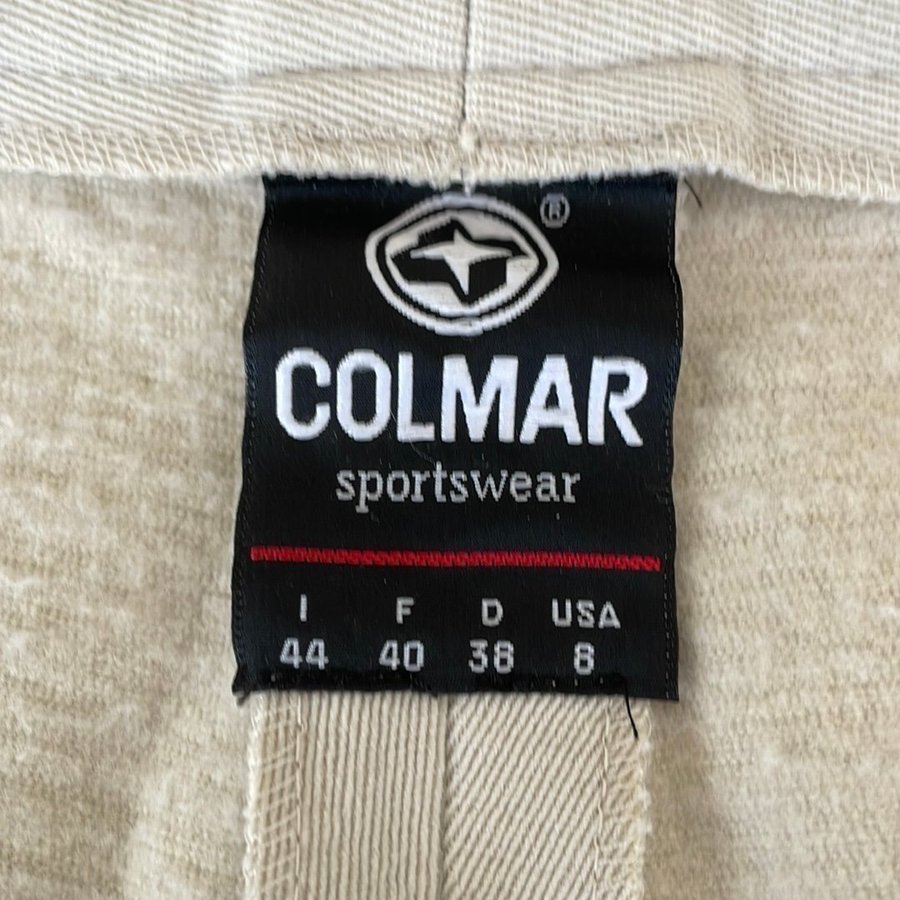 ®
COLMAR
sportswear
I F D USA
44 40 38 8